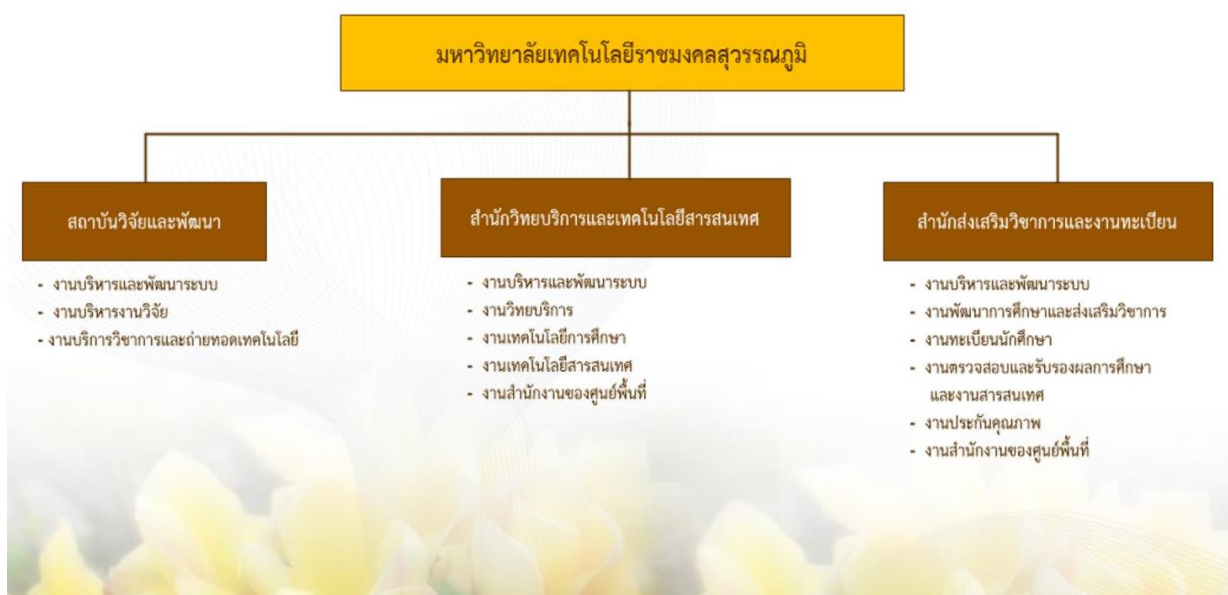 มหาวิทยาลัยเทคโนโลยีราชมงคลสุวรรณภูมิ
สถาบันวิจัยและพัฒนา
- งานบริหารและพัฒนาระบบ
- งานบริหารงานวิจัย
- งานบริการวิชาการและถ่ายทอดเทคโนโลยี
สำนักวิทยบริการและเทคโนโลยีสารสนเทศ
- งานบริหารและพัฒนาระบบ
- งานวิทยบริการ
- งานเทคโนโลยีการศึกษา
- งานเทคโนโลยีสารสนเทศ
- งานสำนักงานของศูนย์พื้นที่
สำนักส่งเสริมวิชาการและงานทะเบียน
- งานบริหารและพัฒนาระบบ
- งานพัฒนาการศึกษาและส่งเสริมวิชาการ
- งานทะเบียนนักศึกษา
- งานตรวจสอบและรับรองผลการศึกษา
และงานสารสนเทศ
- งานประกันคุณภาพ
- งานสำนักงานของศูนย์พื้นที่